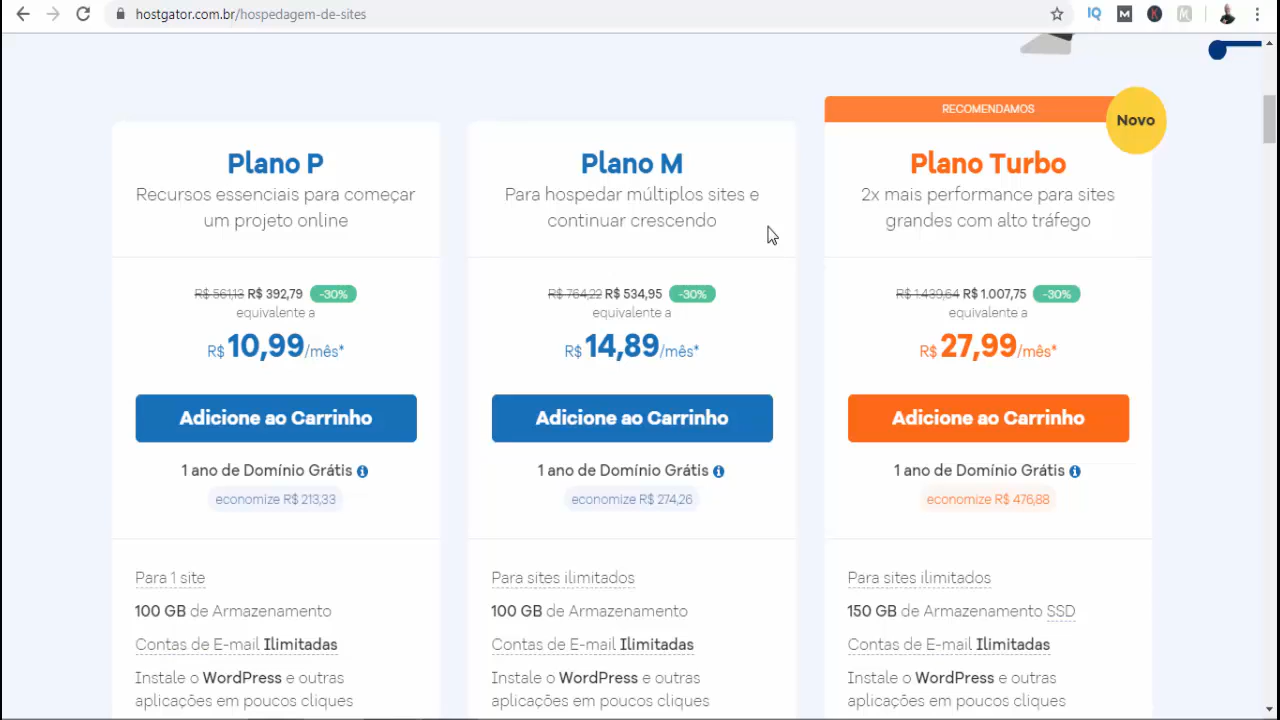 hostgator.com.br/hospedagem-de-sites
IQ
M
K
RECOMENDAMOS
Novo
Plano P
Recursos essenciais para começar
um projeto online
R$ 561,13 R$ 392,79 -30%
equivalente a
R$ 10,99/mês*
Adicione ao Carrinho
1 ano de Domínio Grátis
economize R$ 213,33
Para 1 site
100 GB de Armazenamento
Contas de E-mail Ilimitadas
Instale o WordPress e outras
aplicações em poucos cliques
Plano M
Para hospedar múltiplos sites e
continuar crescendo
R$ 764,22 R$ 534,95 -30%
equivalente a
R$ 14,89/mês*
Adicione ao Carrinho
1 ano de Domínio Grátis
economize R$ 274,26
Para sites ilimitados
100 GB de Armazenamento
Contas de E-mail Ilimitadas
Instale o WordPress e outras
aplicações em poucos cliques
Plano Turbo
2x mais performance para sites
grandes com alto tráfego
R$ 1.439,64 R$ 1.007,75 -30%
equivalente a
R$ 27,99/mês*
Adicione ao Carrinho
1 ano de Domínio Grátis
economize R$ 476,88
Para sites ilimitados
150 GB de Armazenamento SSD
Contas de E-mail Ilimitadas
Instale o WordPress e outras
aplicações em poucos cliques